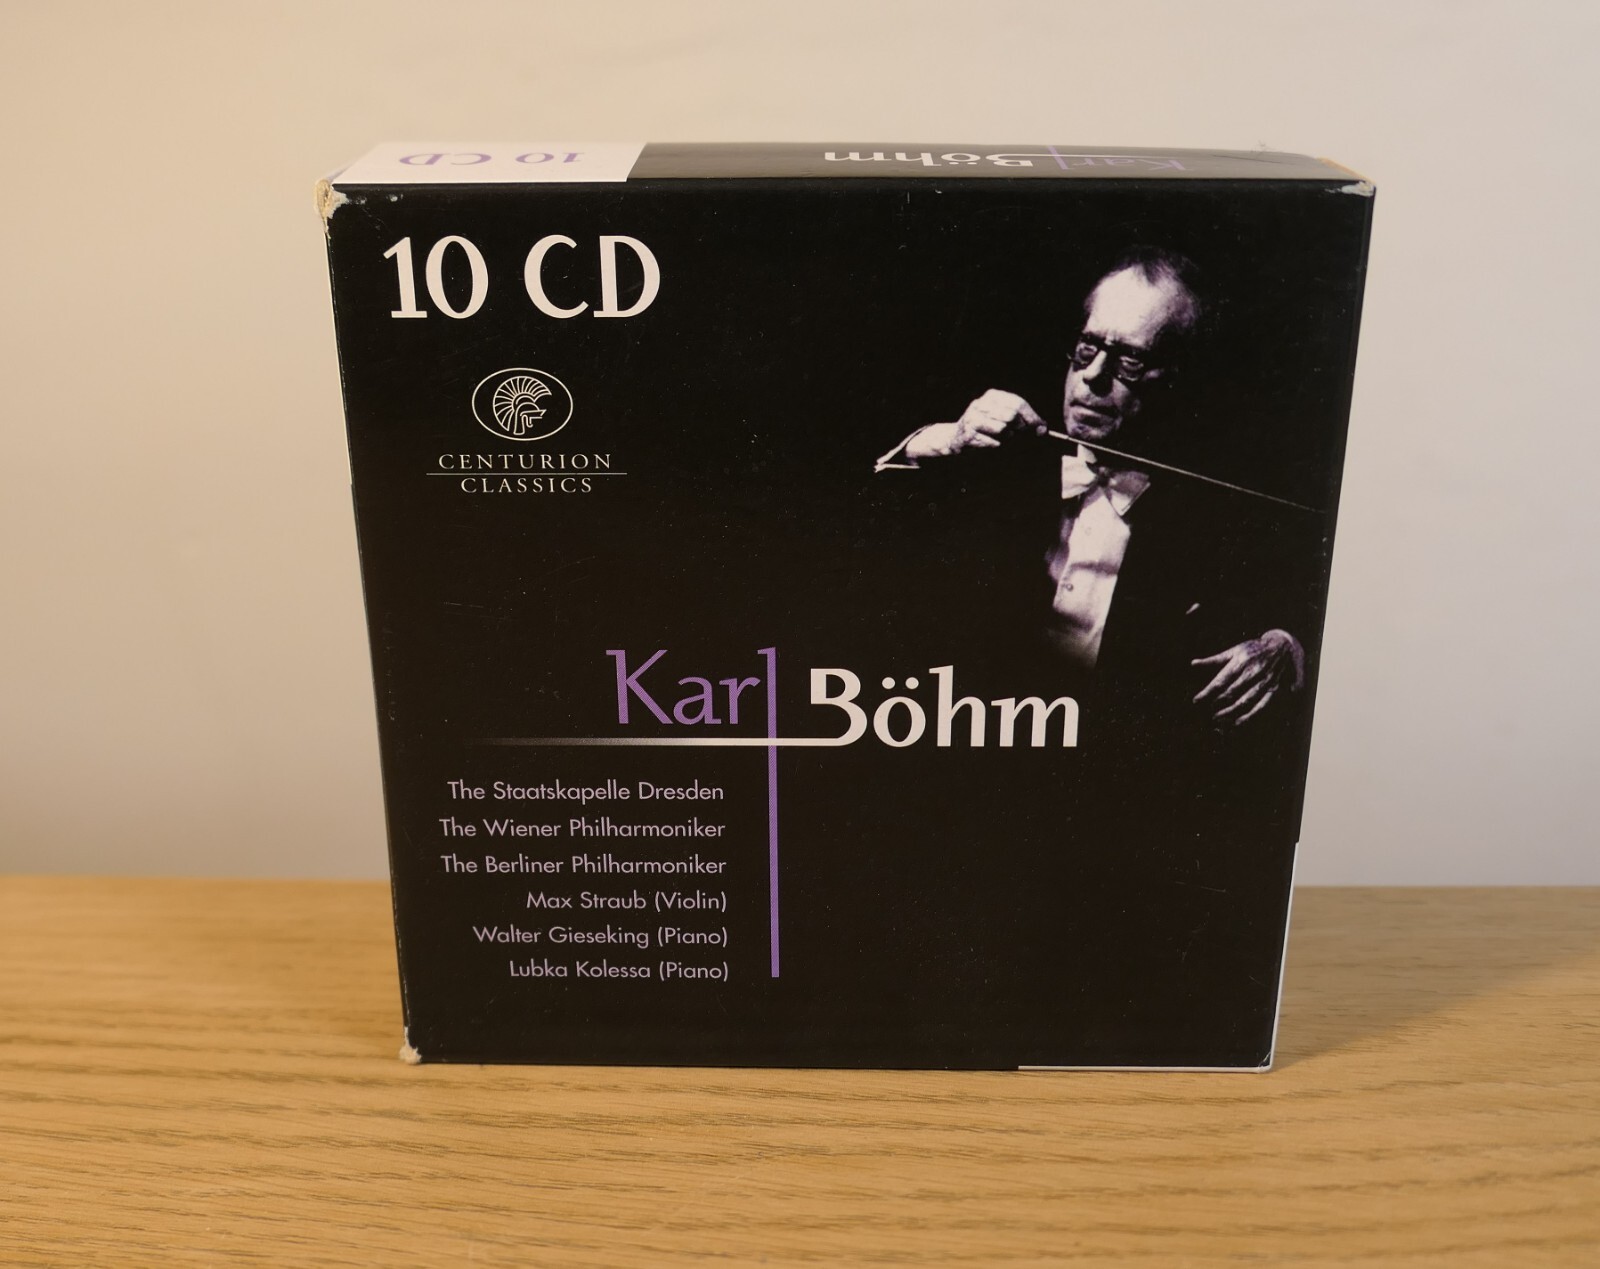 10 CD
Karl Böhm
10 CD
CENTURION
CLASSICS
Karl Böhm
The Staatskapelle Dresden
The Wiener Philharmoniker
The Berliner Philharmoniker
Max Straub (Violin)
Walter Gieseking (Piano)
Lubka Kolessa (Piano)